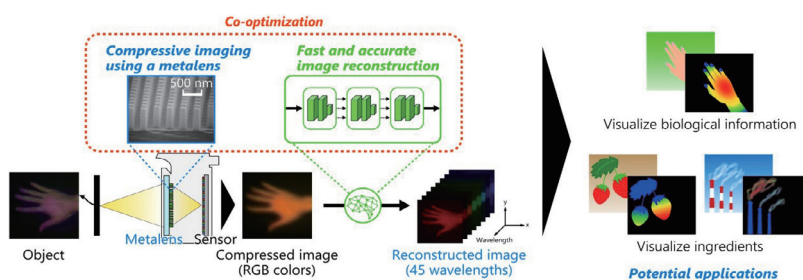 Co-optimization
Compressive imaging
using a metalens
Fast and accurate
image reconstruction
500 nm
Visualize biological information
y
x
Wavelength
Metalens
Sensor
Object
Compressed image
(RGB colors)
Reconstructed image
(45 wavelengths)
Visualize ingredients
Potential applications